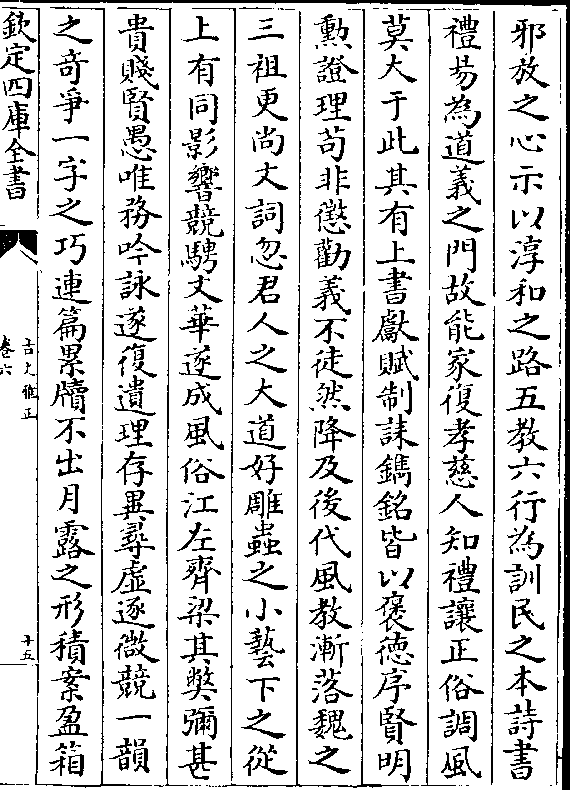 邪放之心示以淳和之路五教六行為訓民之本詩書
禮易為道義之門故能家復孝慈人知禮讓正俗調風
莫大于此其有上書獻賦制誄鐫銘皆以褒德序賢明
勲證理苟非懲勸義不徒然降及後代風教漸落魏之
三祖更尚文詞忽君人之大道好雕蟲之小藝下之從
上有同影響競騁文華遂成風俗江左齊梁其弊彌甚
貴賤賢愚唯務吟詠遂復遺理存異尋虛逐微競一韻
之奇爭一字之巧連篇累牘不出月露之形積案盈箱
欽定四庫全書
古文雅正
卷六
十五